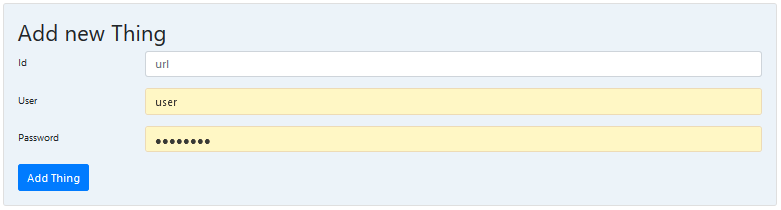 Add new Thing
Id
url
User
user
Password
●●●●●●●●
Add Thing